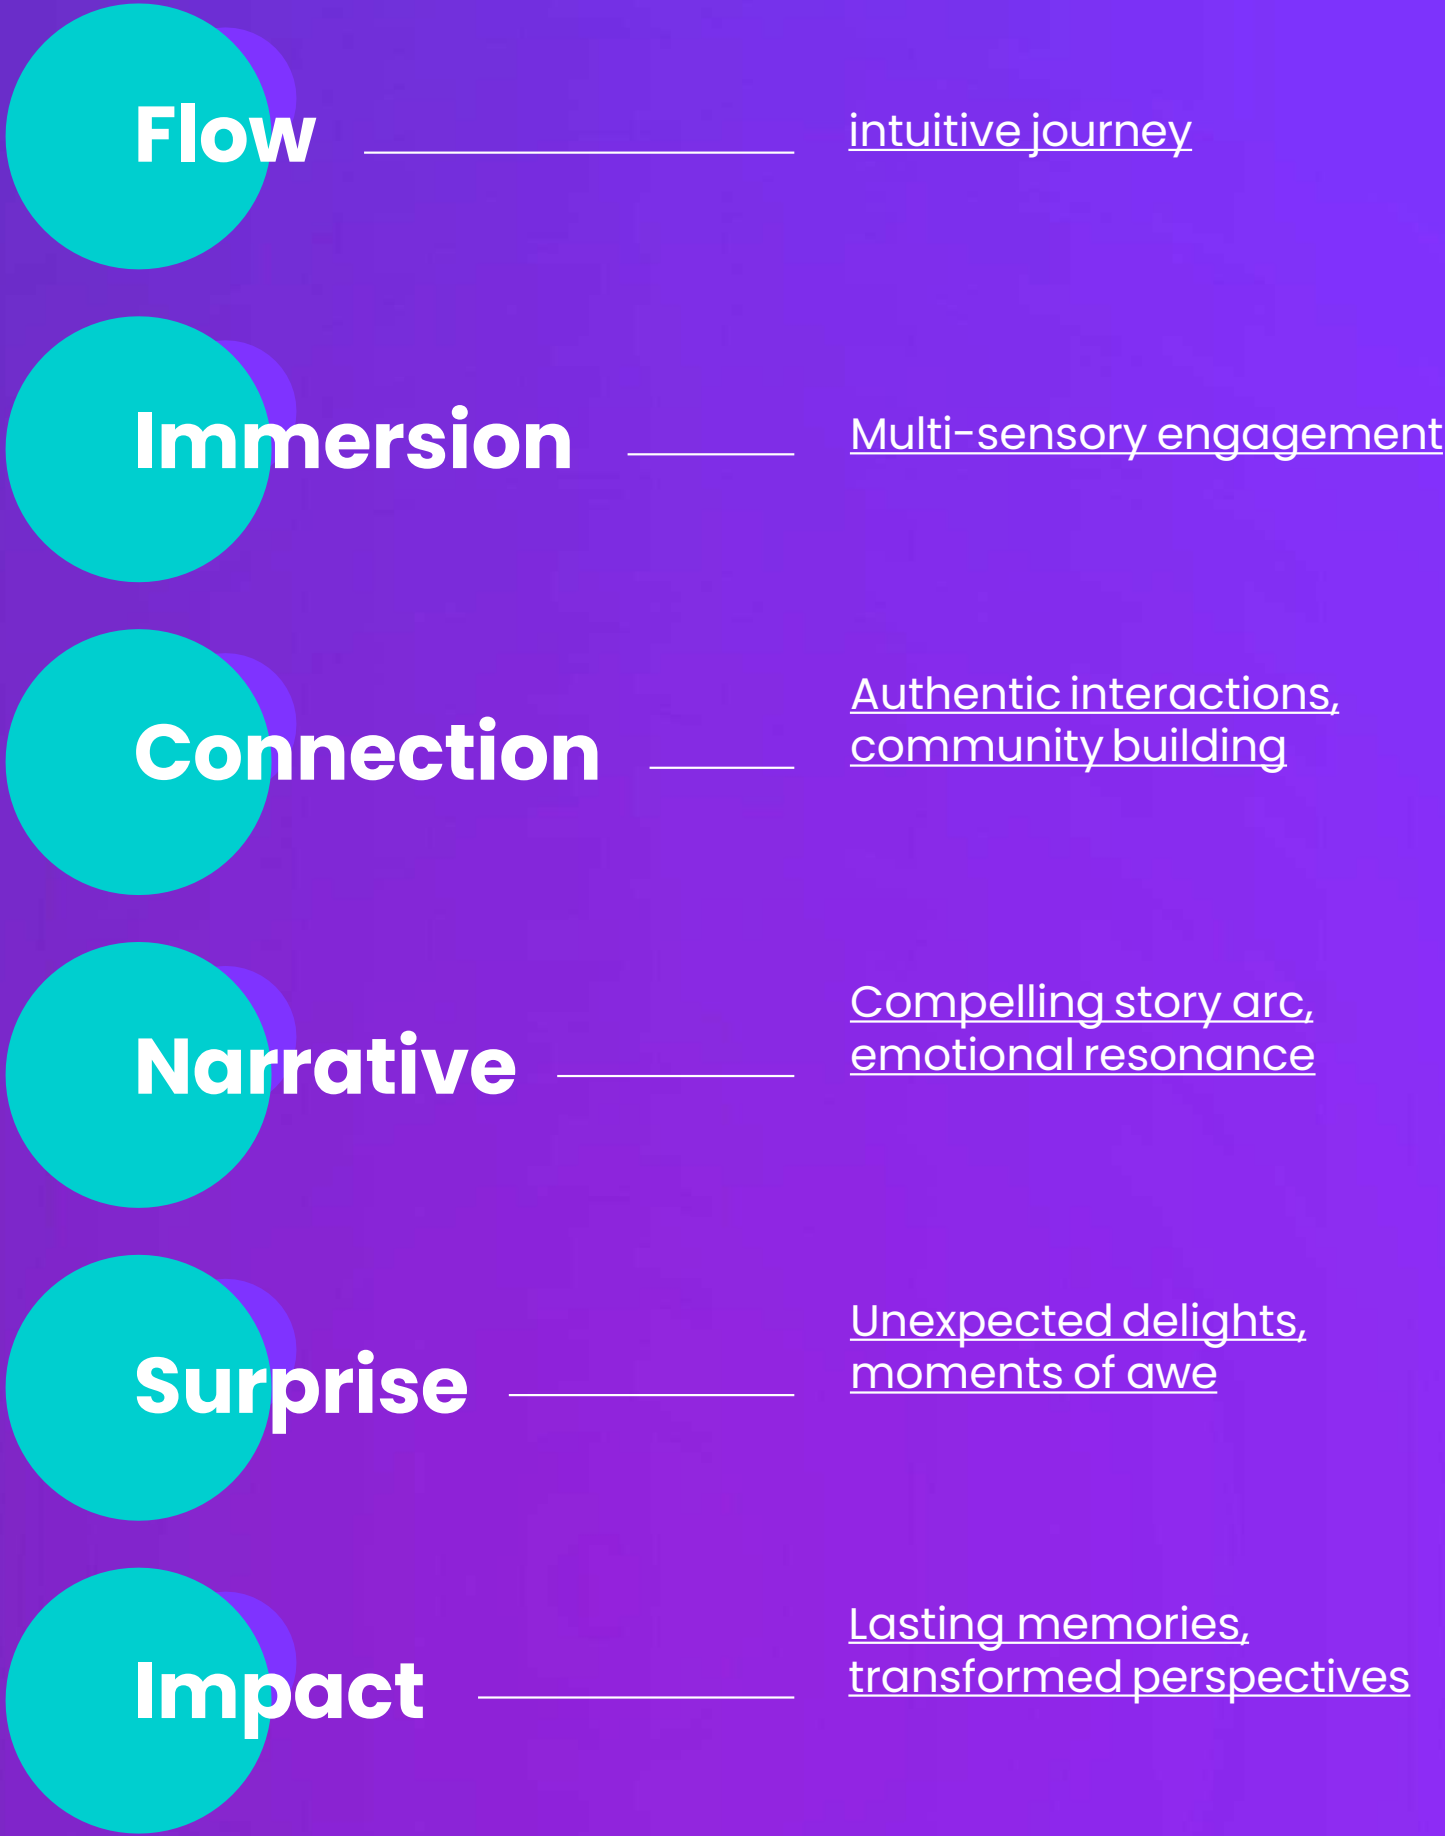 Flow
intuitive journey
Immersion
Multi-sensory engagement
Connection
Authentic interactions,
community building
Narrative
Compelling story arc,
emotional resonance
Surprise
Unexpected delights,
moments of awe
Impact
Lasting memories,
transformed perspectives